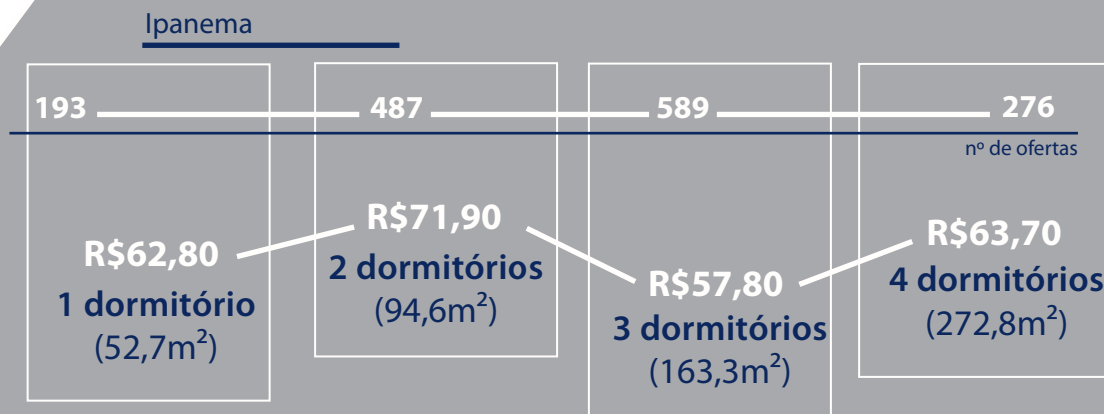 Ipanema
193 487 589 276
nº de ofertas
R$62,80
1 dormitório
(52,7m²)
R$71,90
2 dormitórios
(94,6m²)
R$57,80
3 dormitórios
(163,3m²)
R$63,70
4 dormitórios
(272,8m²)